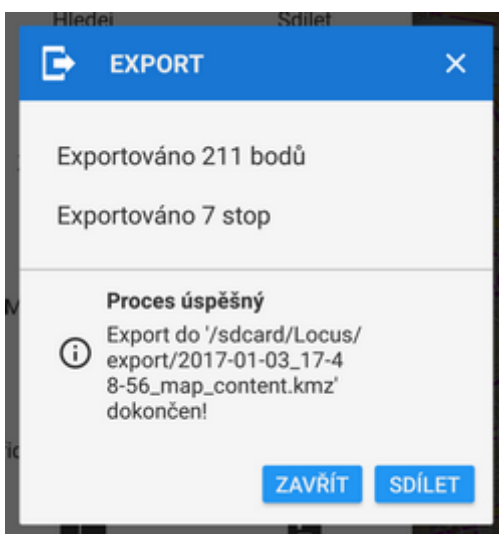 Hledej Sdílet
EXPORT
Exportováno 211 bodů
Exportováno 7 stop
Proces úspěšný
Export do '/sdcard/Locus/
export/2017-01-03_17-4
8-56_map_content.kmz'
dokončen!
ZAVŘÍT SDÍLET